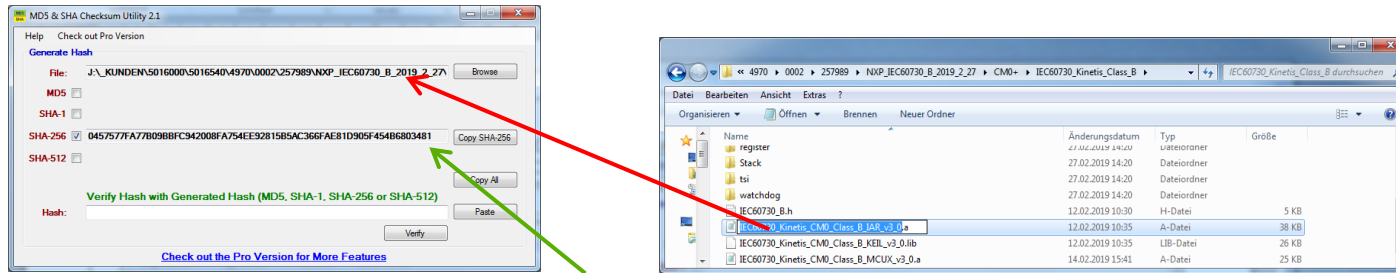 MD5 & SHA Checksum Utility 2.1
Help Check out Pro Version
Generate Hash
File: J:\_KUNDEN\5016000\5016540\4970\0002\257989\NXP_IEC60730_B_2019_2_27\ Browse
MD5
SHA-1
SHA-256 0457577FA77B09BBFC942008FA754EE92815B5AC366FAE81D905F454B6803481 Copy SHA-256
SHA-512
Copy All
Verify Hash with Generated Hash (MD5, SHA-1, SHA-256 or SHA-512)
Hash: Paste
Verify
Check out the Pro Version for More Features
« 4970 ▸ 0002 ▸ 257989 ▸ NXP_IEC60730_B_2019_2_27 ▸ CM0+ ▸ IEC60730_Kinetis_Class_B ▸ IEC60730_Kinetis_Class_B durchsuchen
Datei Bearbeiten Ansicht Extras ?
Organisieren Öffnen Brennen Neuer Ordner
Name Änderungsdatum Typ Größe
register 27.02.2019 14:20 Dateiordner
Stack 27.02.2019 14:20 Dateiordner
tsi 27.02.2019 14:20 Dateiordner
watchdog 27.02.2019 14:20 Dateiordner
IEC60730_B.h 12.02.2019 10:30 H-Datei 5 KB
IEC60730_Kinetis_CM0_Class_B_IAR_v3_0.a 12.02.2019 10:35 A-Datei 38 KB
IEC60730_Kinetis_CM0_Class_B_KEIL_v3_0.lib 12.02.2019 10:35 LIB-Datei 26 KB
IEC60730_Kinetis_CM0_Class_B_MCUX_v3_0.a 14.02.2019 15:41 A-Datei 25 KB